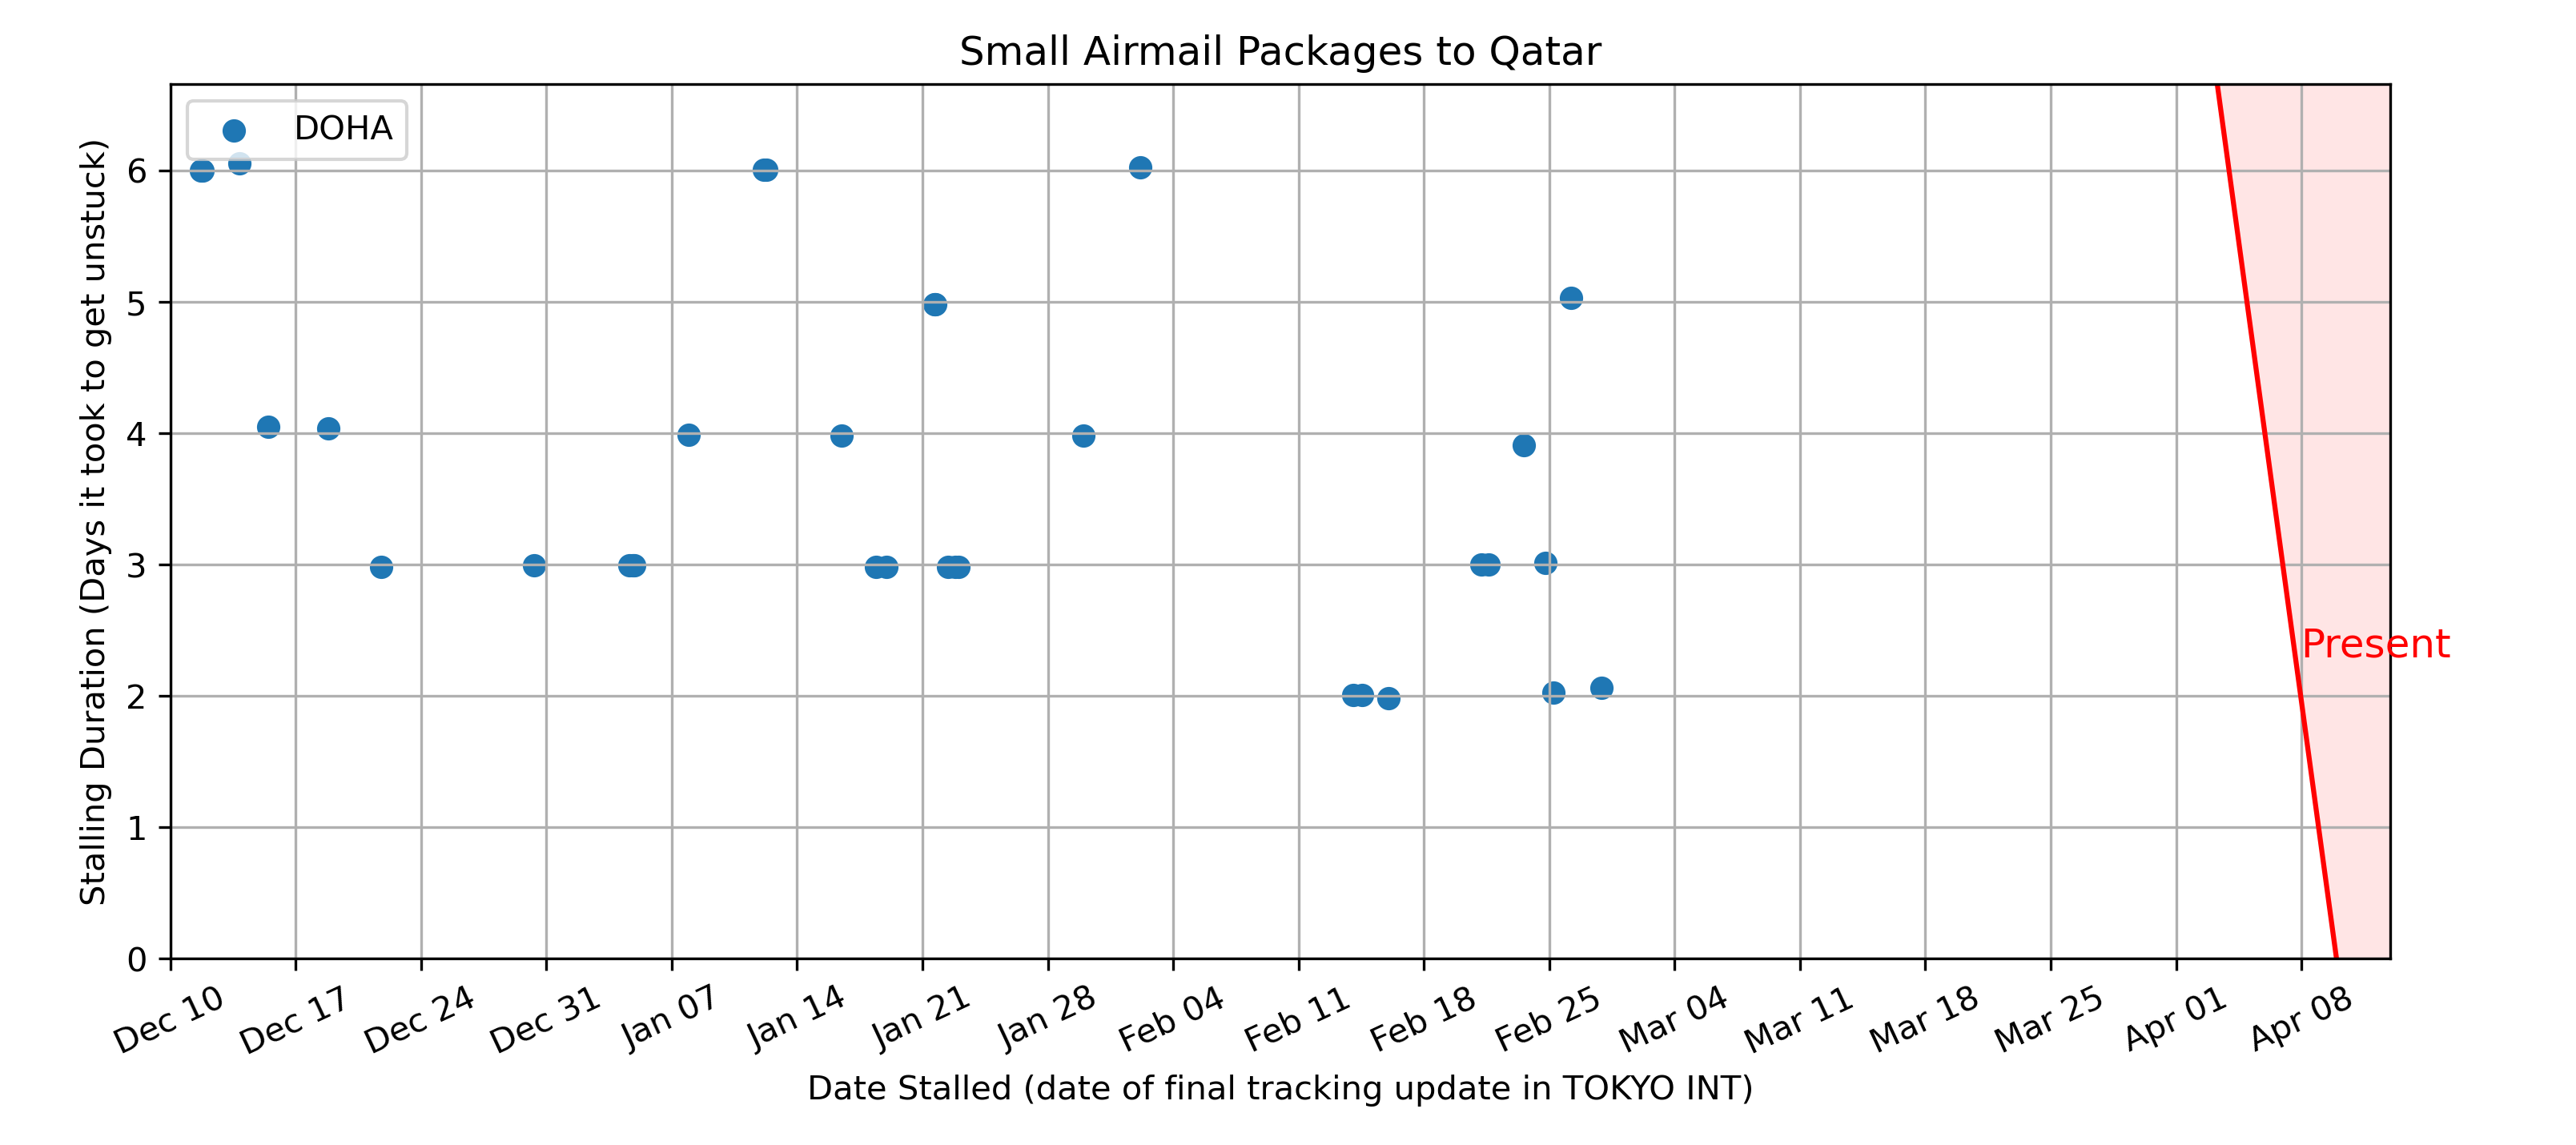 Small Airmail Packages to Qatar
DOHA
Stalling Duration (Days it took to get unstuck)
6
5
4
3
2
1
0
Present
Dec 10 Dec 17 Dec 24 Dec 31 Jan 07 Jan 14 Jan 21 Jan 28 Feb 04 Feb 11 Feb 18 Feb 25 Mar 04 Mar 11 Mar 18 Mar 25 Apr 01 Apr 08
Date Stalled (date of final tracking update in TOKYO INT)